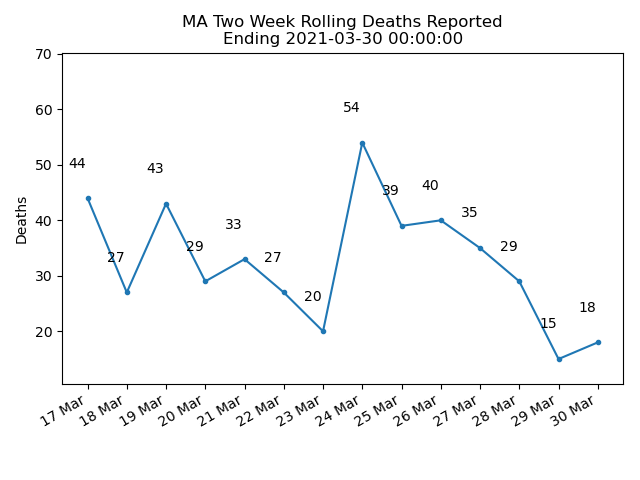 MA Two Week Rolling Deaths Reported
Ending 2021-03-30 00:00:00
Deaths
70
60
50
40
30
20
44
27
43
29
33
27
20
54
39
40
35
29
15
18
17 Mar
18 Mar
19 Mar
20 Mar
21 Mar
22 Mar
23 Mar
24 Mar
25 Mar
26 Mar
27 Mar
28 Mar
29 Mar
30 Mar